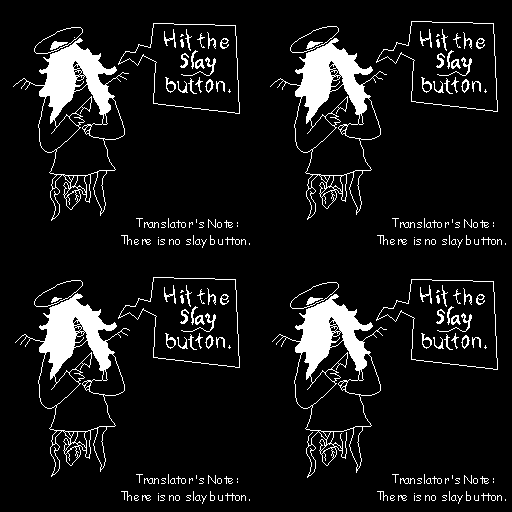 Hit the
Slay
button.
Translator's Note:
There is no slay button.
Hit the
Slay
button.
Translator's Note:
There is no slay button.
Hit the
Slay
button.
Translator's Note:
There is no slay button.
Hit the
Slay
button.
Translator's Note:
There is no slay button.